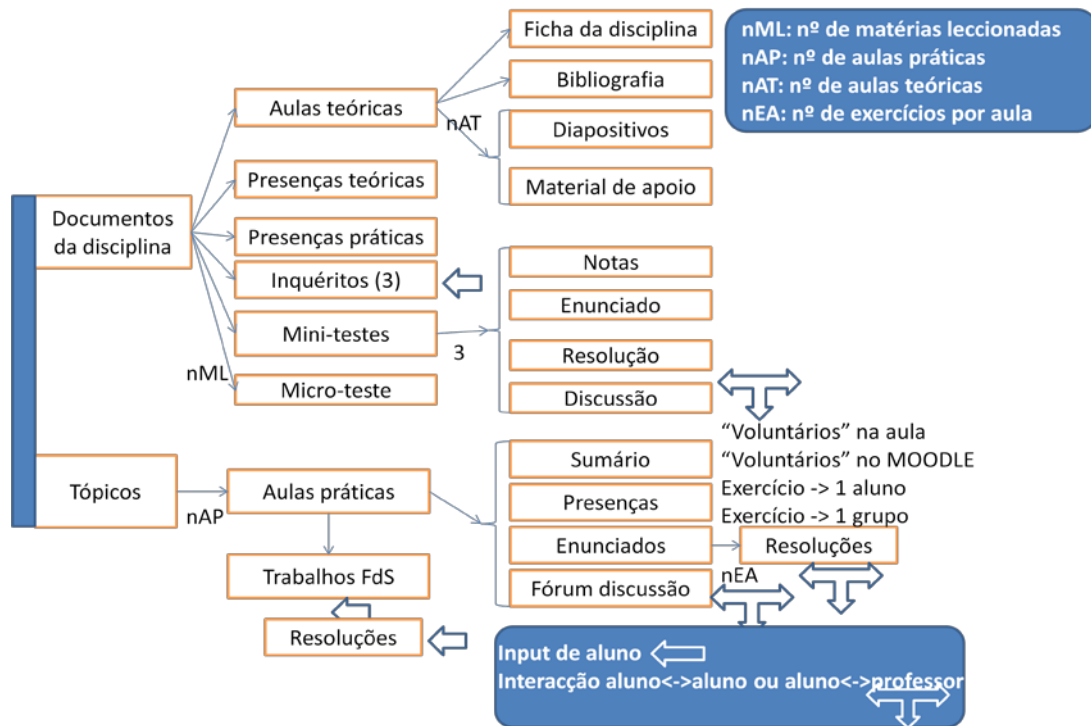 Ficha da disciplina
nML: nº de matérias leccionadas
nAP: nº de aulas práticas
nAT: nº de aulas teóricas
nEA: nº de exercícios por aula
Bibliografia
Aulas teóricas
nAT
Diapositivos
Material de apoio
Presenças teóricas
Documentos
da disciplina
Presenças práticas
Inquéritos (3)
Notas
Enunciado
Mini-testes
3
Resolução
nML
Micro-teste
Discussão
“Voluntários” na aula
“Voluntários” no MOODLE
Exercício -> 1 aluno
Exercício -> 1 grupo
Sumário
Tópicos
nAP
Aulas práticas
Presenças
Enunciados
Resoluções
nEA
Trabalhos FdS
Fórum discussão
Resoluções
Input de aluno
Interacção aluno<->aluno ou aluno<->professor